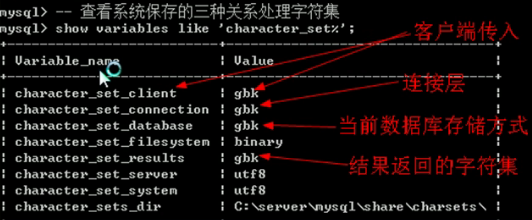 mysql> -- 查看系统保存的三种关系处理字符集
mysql> show variables like 'character_set%';
Variable_name | Value
character_set_client | gbk
character_set_connection | gbk
character_set_database | gbk
character_set_filesystem | binary
character_set_results | gbk
character_set_server | utf8
character_set_system | utf8
character_sets_dir | C:\server\mysql\share\charsets\
客户端传入
连接层
当前数据库存储方式
结果返回的字符集